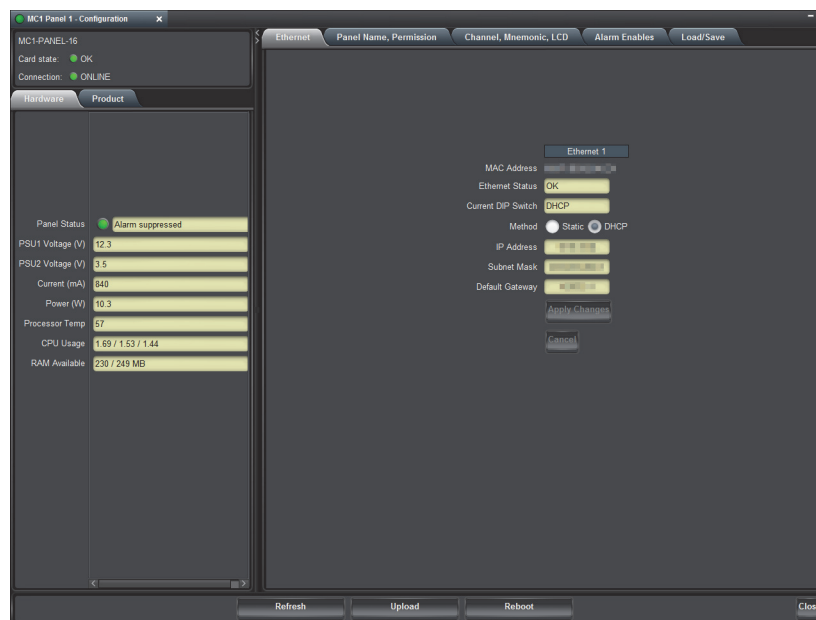 MC1 Panel 1 - Configuration
MC1-PANEL-16
Card state: OK
Connection: ONLINE
Hardware Product
Panel Status Alarm suppressed
PSU1 Voltage (V) 12.3
PSU2 Voltage (V) 3.5
Current (mA) 840
Power (W) 10.3
Processor Temp 57
CPU Usage 1.69 / 1.53 / 1.44
RAM Available 230 / 249 MB
Ethernet Panel Name, Permission Channel, Mnemonic, LCD Alarm Enables Load/Save
Ethernet 1
MAC Address
Ethernet Status OK
Current DIP Switch DHCP
Method Static DHCP
IP Address
Subnet Mask
Default Gateway
Apply Changes
Cancel
Refresh Upload Reboot Clos